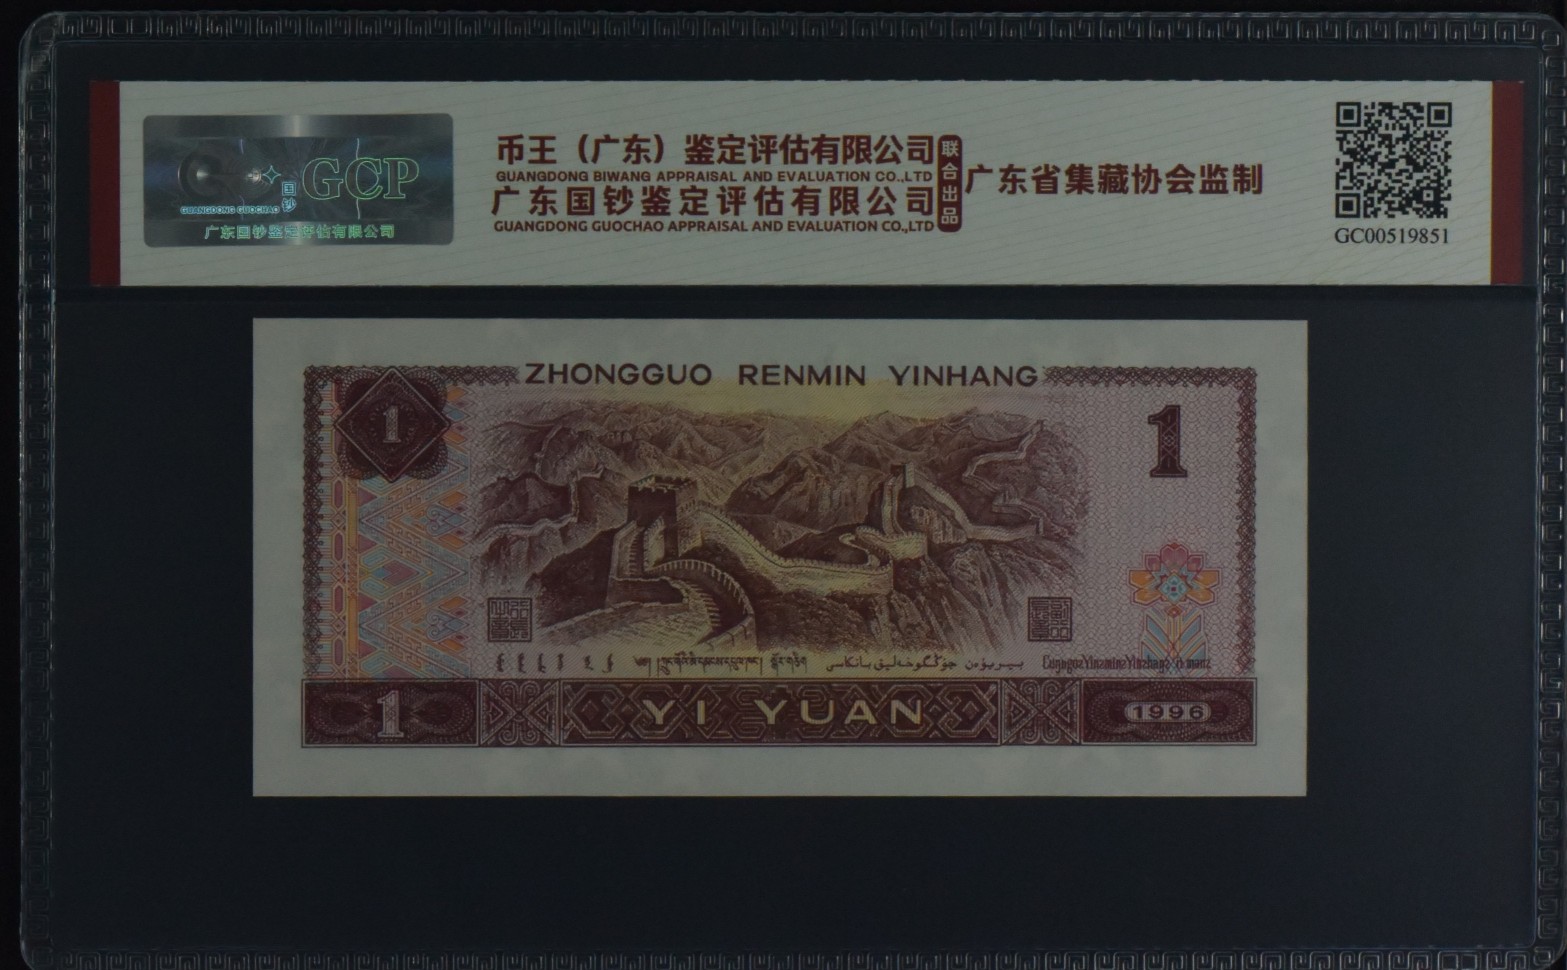 币王（广东）鉴定评估有限公司
GUANGDONG BIWANG APPRAISAL AND EVALUATION CO.,LTD
广东国钞鉴定评估有限公司
GUANGDONG GUOCHAO APPRAISAL AND EVALUATION CO.,LTD
联合出品
广东省集藏协会监制
GC00519851
国钞
GCP
GUANGDONG GUOCHAO
广东国钞鉴定评估有限公司
ZHONGGUO RENMIN YINHANG
1
1
1
YI YUAN
1996